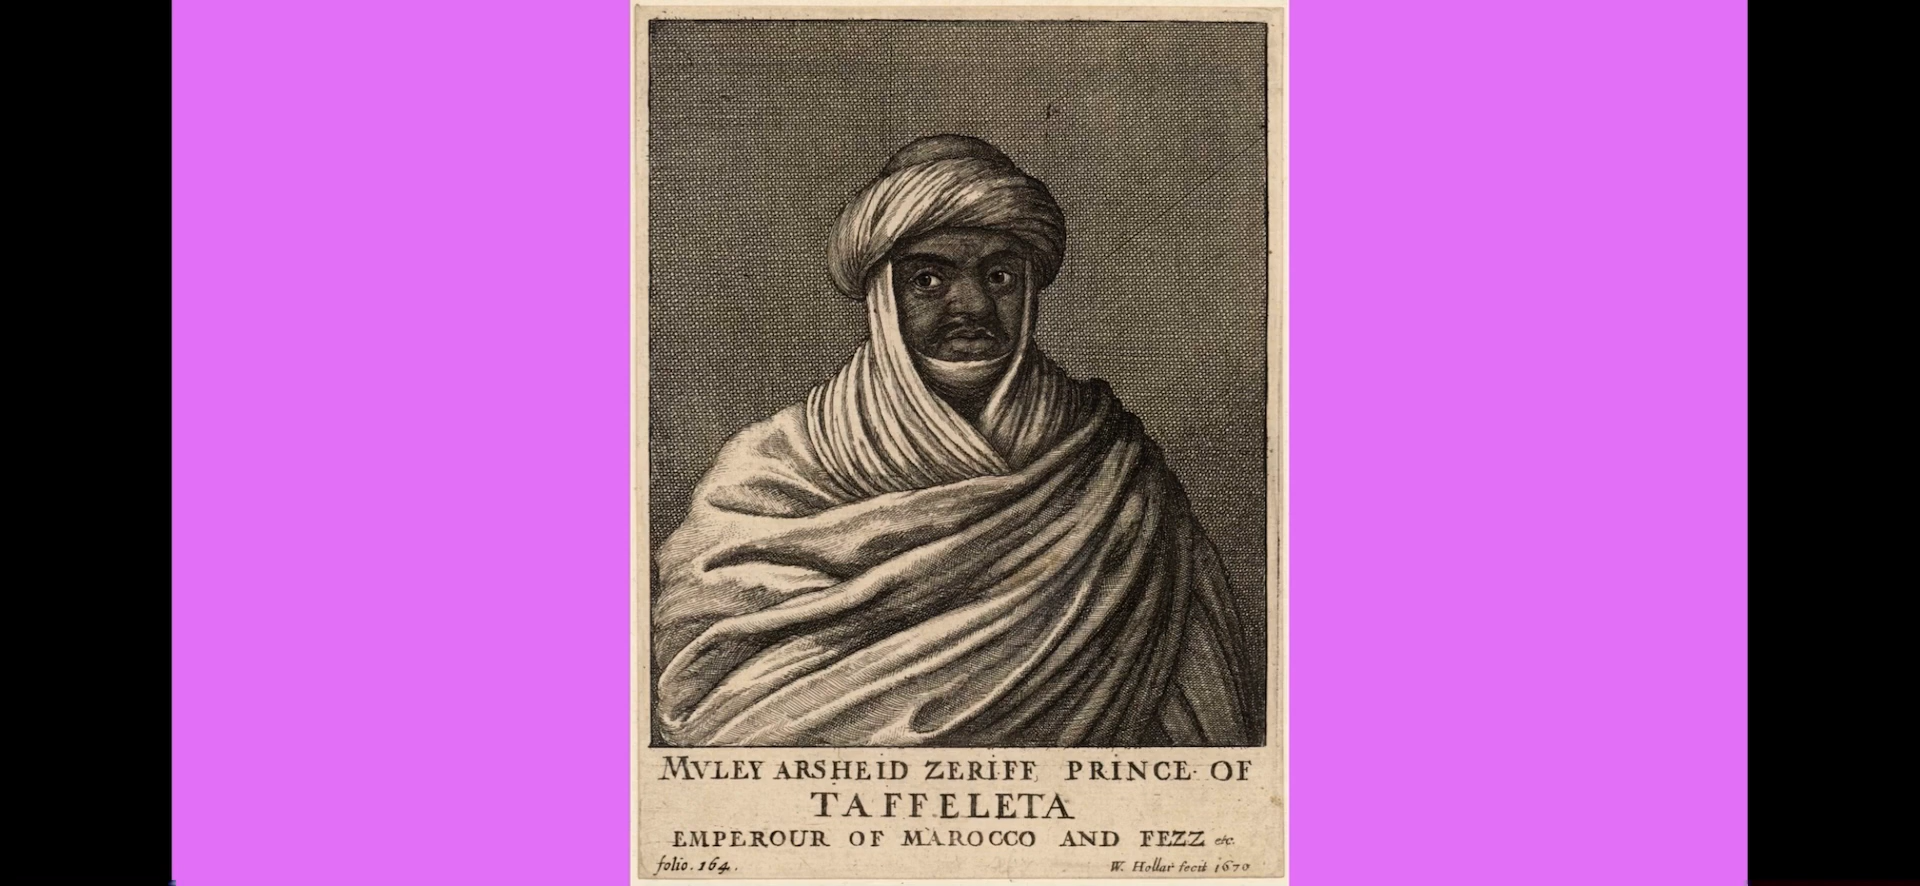 MVLEY ARSHEID ZERIFF, PRINCE· OF
TAFFELETA
EMPEROUR OF MAROCCO AND FEZZ etc.
folio. 164. W. Hollar fecit 1670